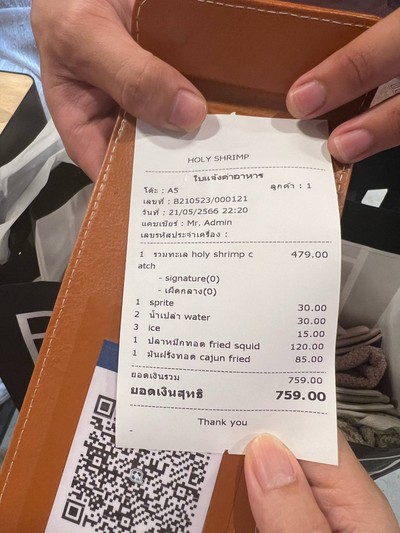 HOLY SHRIMP
ใบแจ้งค่าอาหาร
โต๊ะ : A5 ลูกค้า : 1
เลขที่ : B210523/000121
วันที่ : 21/05/2566 22:20
แคชเชียร์ : Mr. Admin
เลขรหัสประจำเครื่อง :
1 รวมทะเล holy shrimp c 479.00
atch
- signature(0)
- เผ็ดกลาง(0)
1 sprite 30.00
2 น้ำเปล่า water 30.00
3 ice 15.00
1 ปลาหมึกทอด fried squid 120.00
1 มันฝรั่งทอด cajun fried 85.00
ยอดเงินรวม 759.00
ยอดเงินสุทธิ 759.00
Thank you